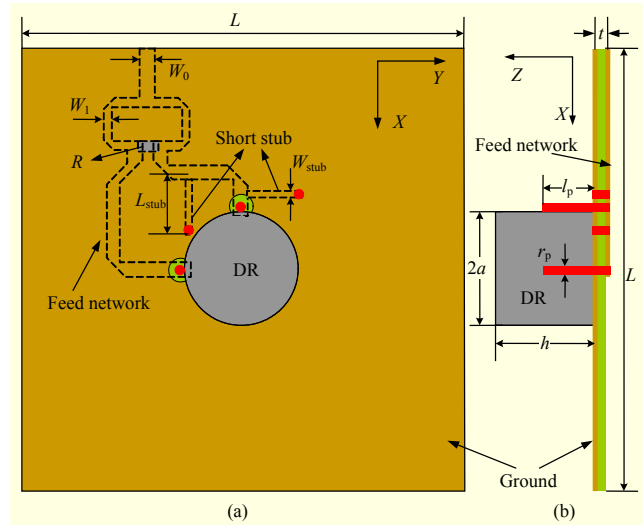 L
W0
Y
X
W1
R
Short stub
Wstub
Lstub
DR
Feed network
Ground
(a)
t
Z
X
Feed network
lp
rp
2a
DR
h
L
(b)